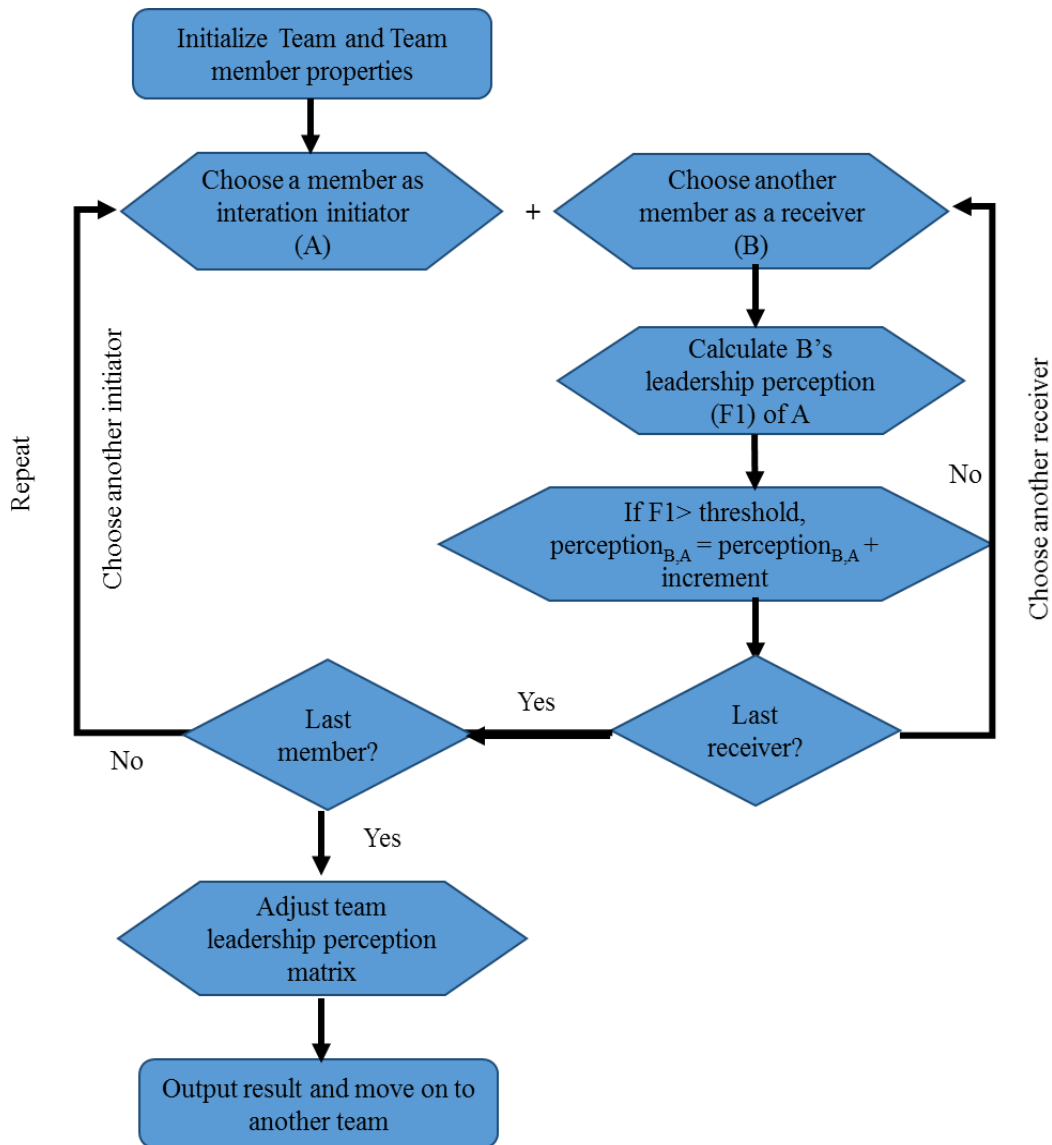 Initialize Team and Team
member properties
Choose a member as
interation initiator
(A)
+
Choose another
member as a receiver
(B)
Calculate B’s
leadership perception
(F1) of A
No
If F1> threshold,
perceptionB,A = perceptionB,A +
increment
Choose another receiver
Repeat
Choose another initiator
Last
receiver?
Yes
Last
member?
No
Yes
Adjust team
leadership perception
matrix
Output result and move on to
another team